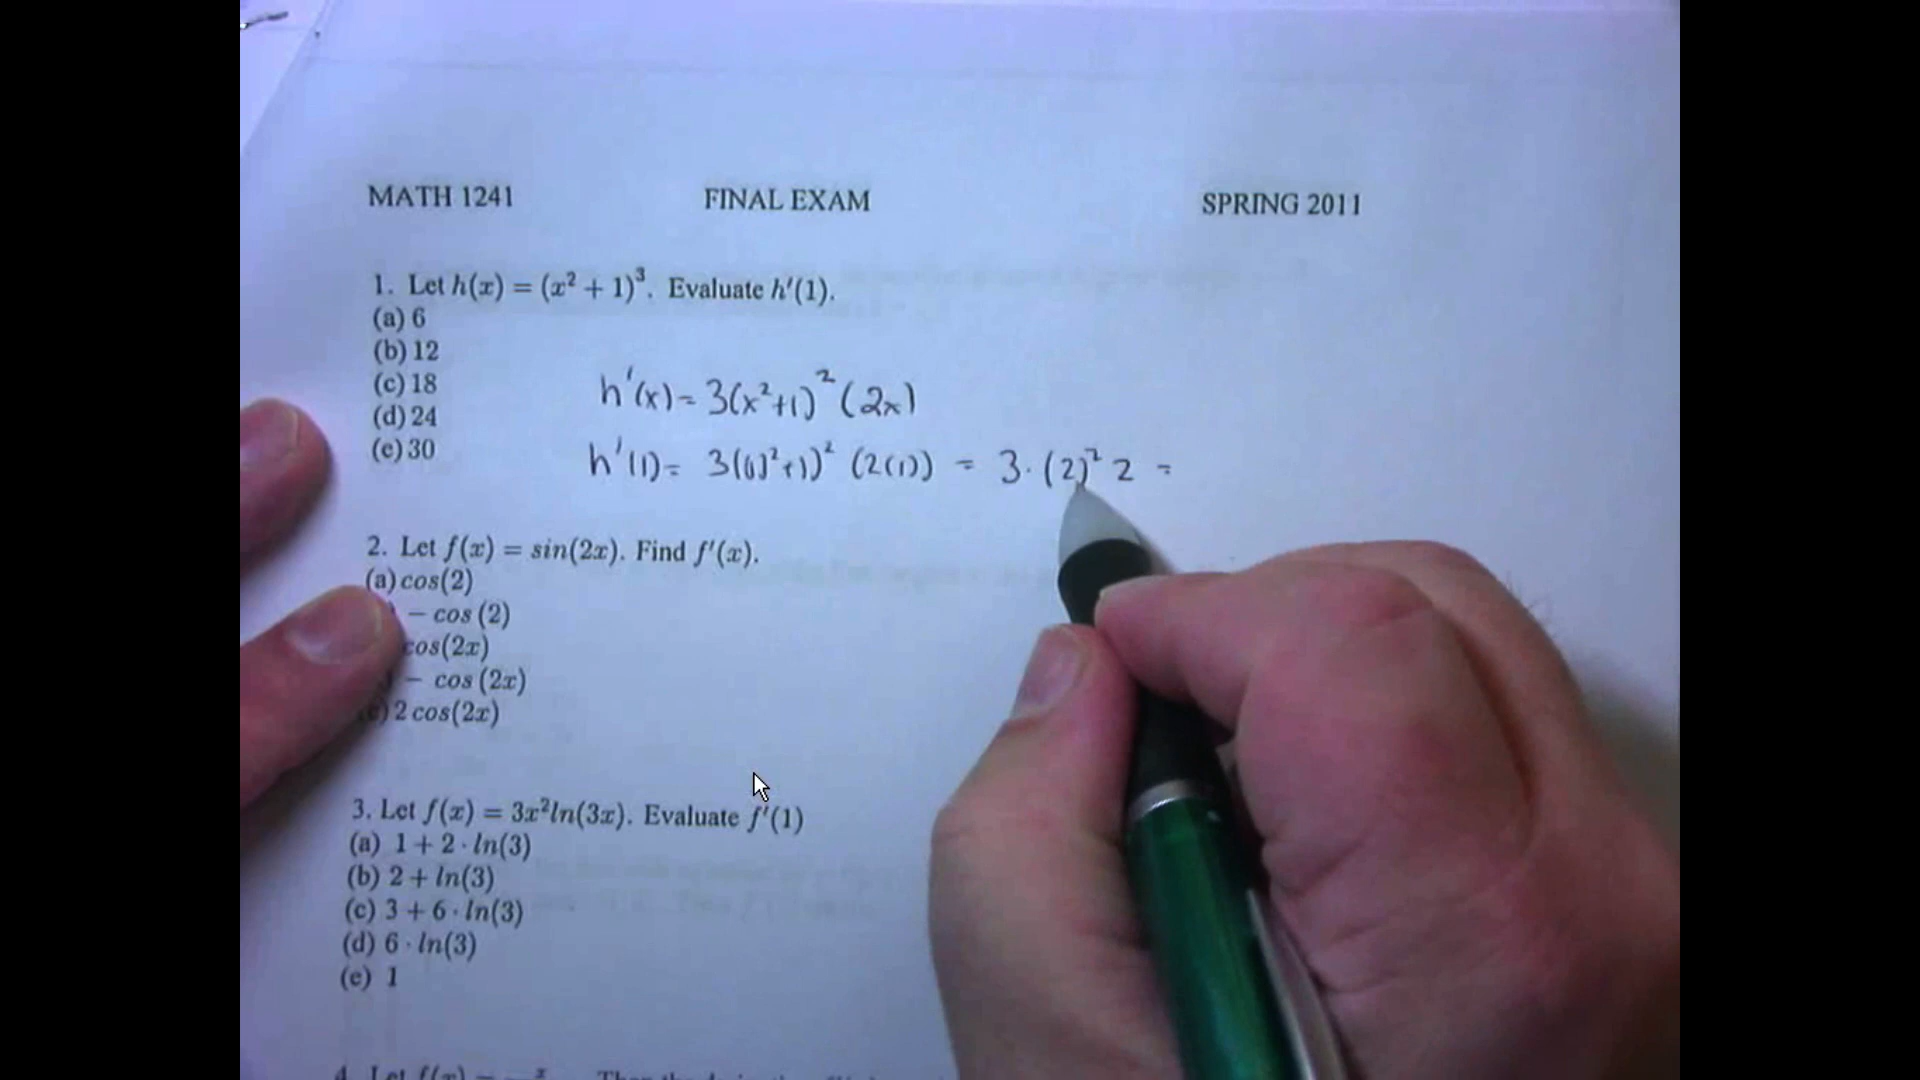 MATH 1241 FINAL EXAM SPRING 2011
1. Let h(x) = (x² + 1)³. Evaluate h′(1).
(a) 6
(b) 12
(c) 18
(d) 24
(e) 30
h'(x) = 3(x²+1)² (2x)
h'(1) = 3((1)²+1)² (2(1)) = 3·(2)² 2 =
2. Let f(x) = sin(2x). Find f′(x).
(a) cos(2)
− cos (2)
cos(2x)
− cos (2x)
(e) 2 cos(2x)
3. Let f(x) = 3x²ln(3x). Evaluate f′(1)
(a) 1 + 2 · ln(3)
(b) 2 + ln(3)
(c) 3 + 6 · ln(3)
(d) 6 · ln(3)
(e) 1
4. Let f(x) =